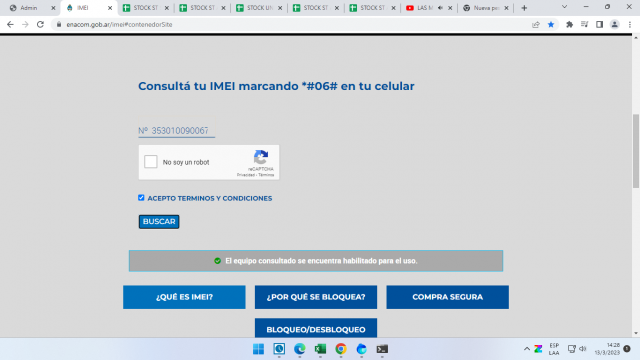 Admin
IMEI
STOCK ST
STOCK ST
STOCK UN
STOCK ST
STOCK ST
LAS M
Nueva pe
enacom.gob.ar/imei#contenedorSite
Consultá tu IMEI marcando *#06# en tu celular
Nº 353010090067
No soy un robot
reCAPTCHA
Privacidad - Términos
ACEPTO TERMINOS Y CONDICIONES
BUSCAR
El equipo consultado se encuentra habilitado para el uso.
¿QUÉ ES IMEI?
¿POR QUÉ SE BLOQUEA?
COMPRA SEGURA
BLOQUEO/DESBLOQUEO
ESP
LAA
14:28
13/9/2023